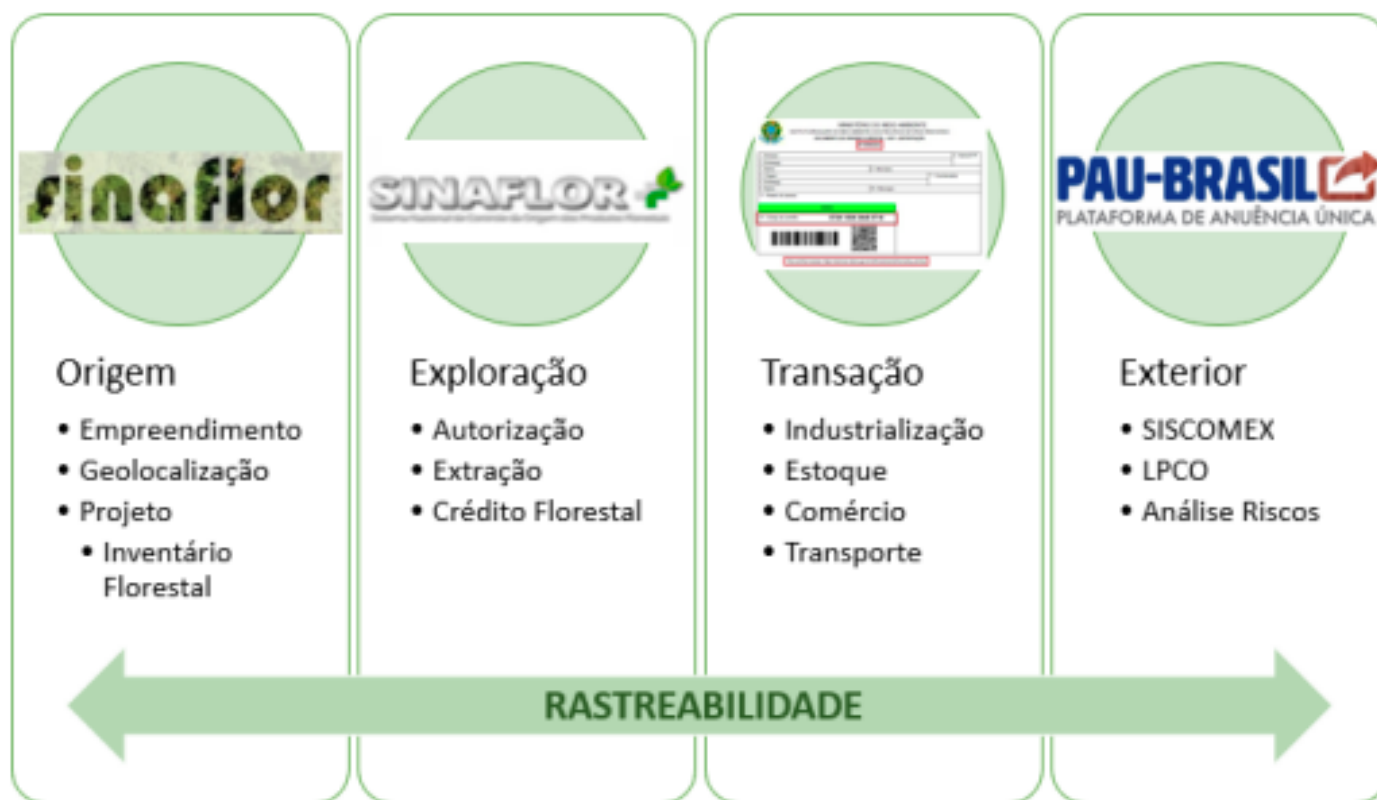 sinaflor
SINAFLOR+
PAU-BRASIL
PLATAFORMA DE ANUÊNCIA ÚNICA
Origem
• Empreendimento
• Geolocalização
• Projeto
• Inventário
Florestal
Exploração
• Autorização
• Extração
• Crédito Florestal
Transação
• Industrialização
• Estoque
• Comércio
• Transporte
Exterior
• SISCOMEX
• LPCO
• Análise Riscos
RASTREABILIDADE